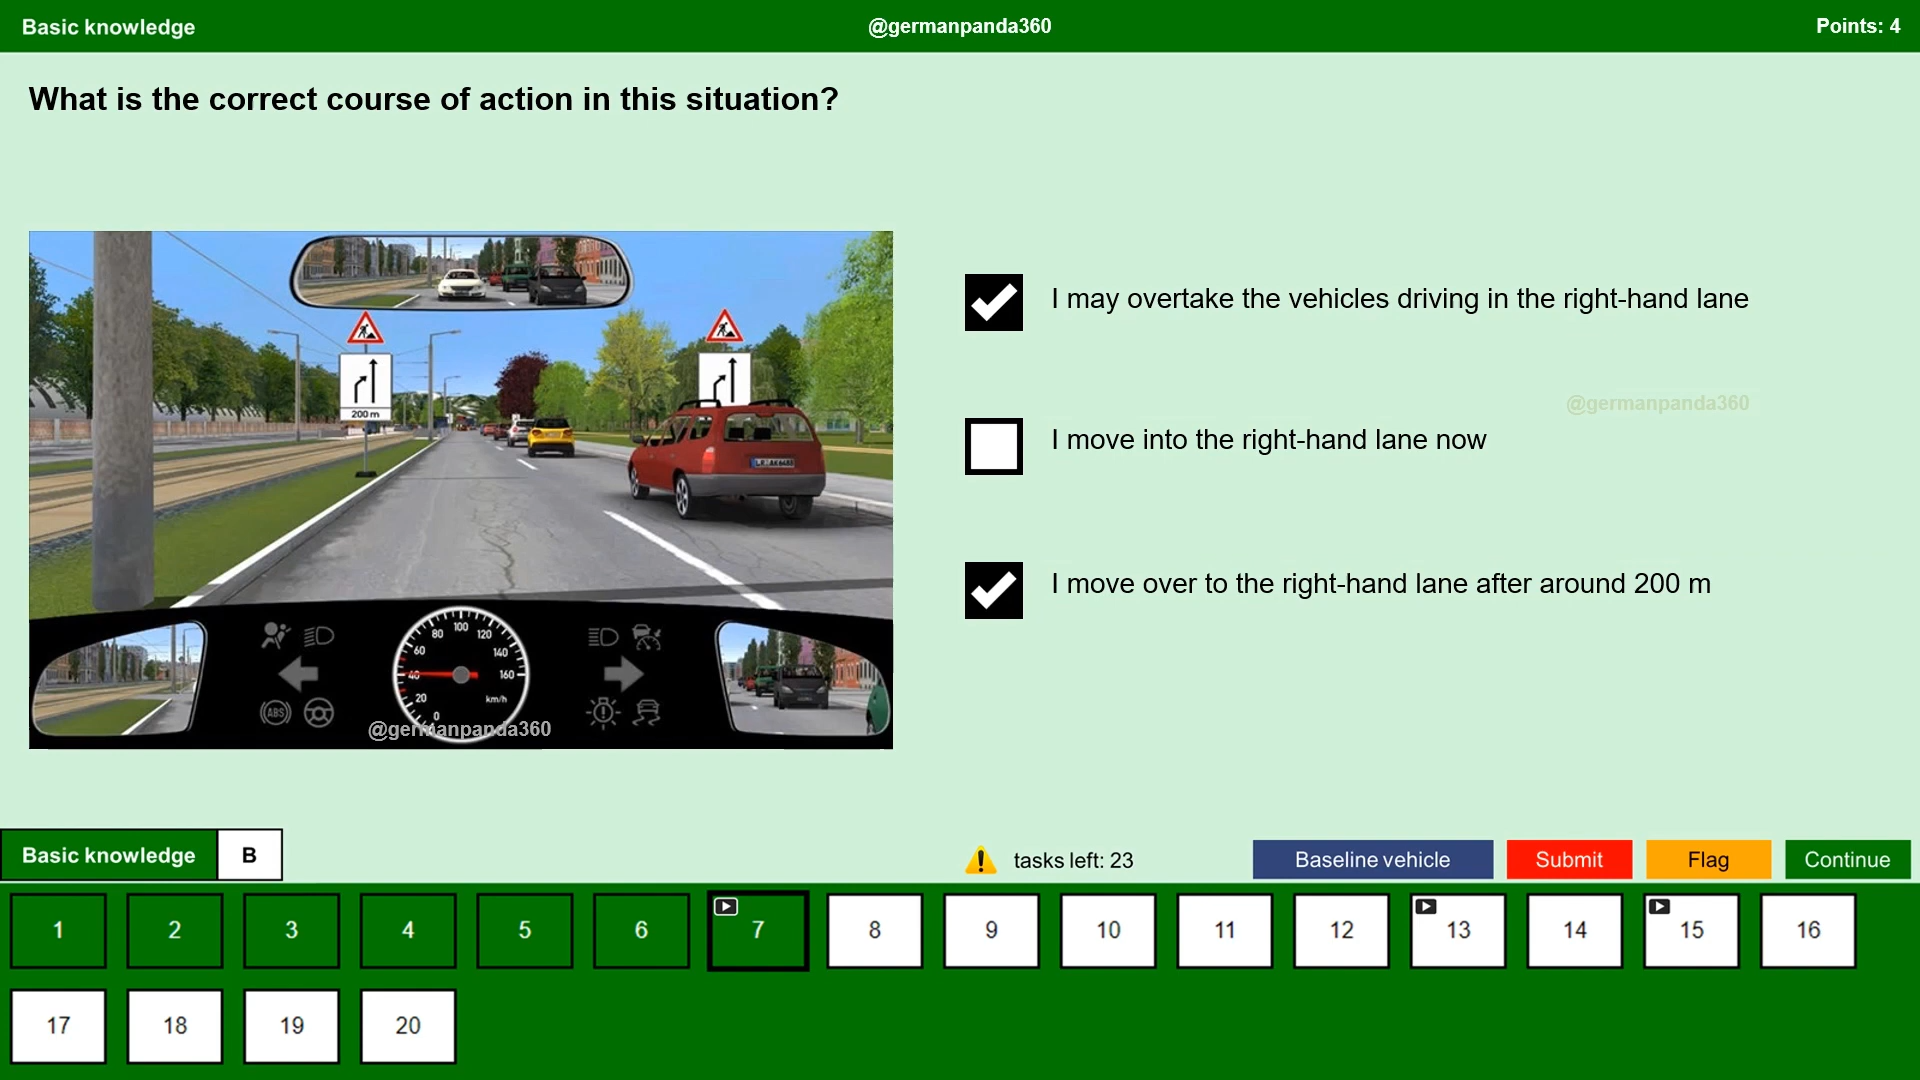 Basic knowledge
@germanpanda360
Points: 4
What is the correct course of action in this situation?
200 m
I may overtake the vehicles driving in the right-hand lane
@germanpanda360
I move into the right-hand lane now
I move over to the right-hand lane after around 200 m
80 100 120
60 140
40 160
20 km/h
0
ABS
@germanpanda360
Basic knowledge
B
tasks left: 23
Baseline vehicle
Submit
Flag
Continue
1 2 3 4 5 6 7 8 9 10 11 12 13 14 15 16
17 18 19 20